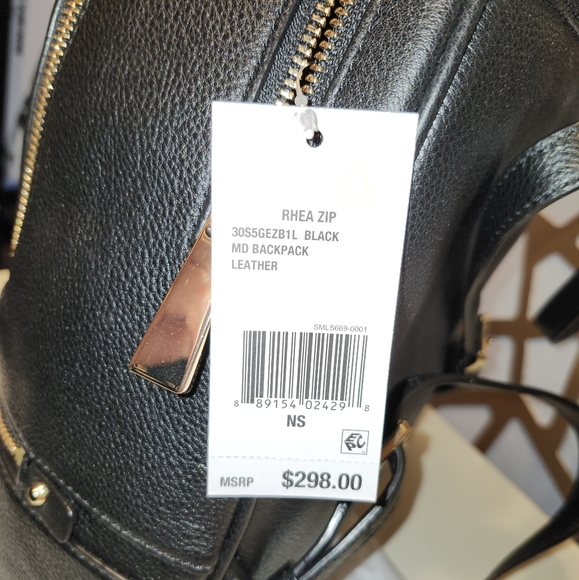 RHEA ZIP
30S5GEZB1L BLACK
MD BACKPACK
LEATHER
SMLS669-0001
8 89154 02429 8
NS
MSRP $298.00